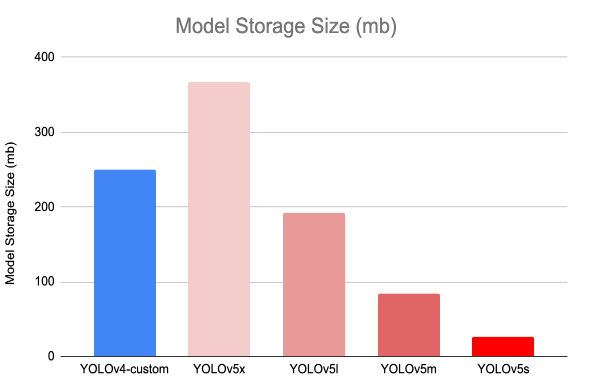 Model Storage Size (mb)
Model Storage Size (mb)
400
300
200
100
0
YOLOv4-custom YOLOv5x YOLOv5l YOLOv5m YOLOv5s